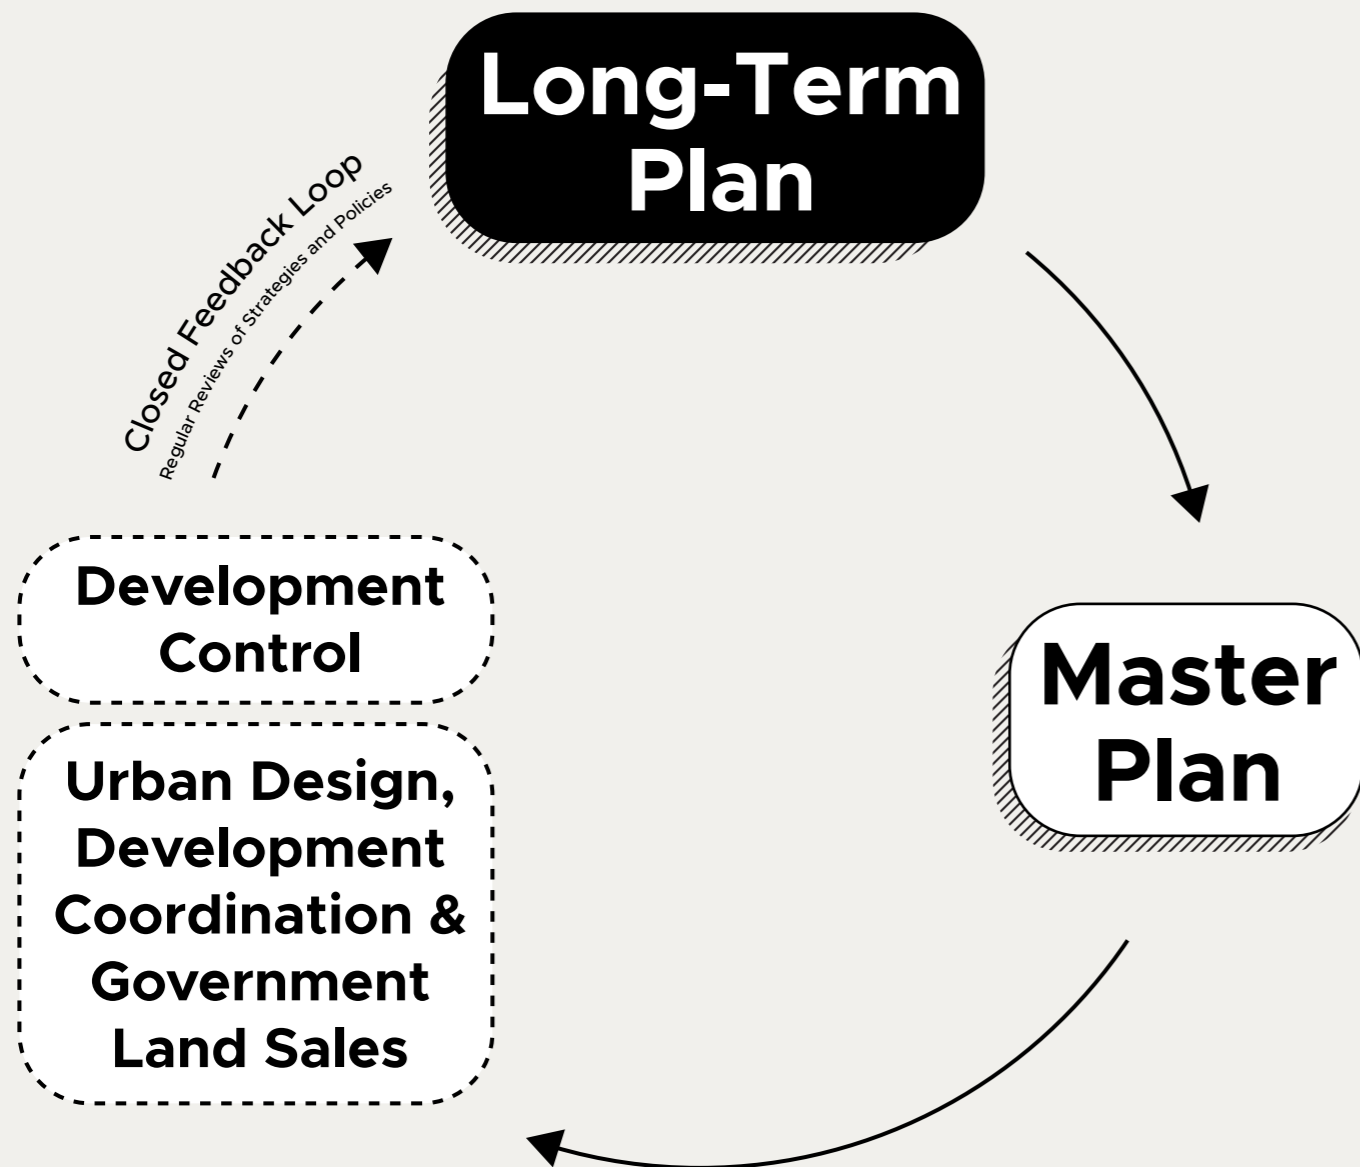 Long-Term
Plan
Closed Feedback Loop
Regular Reviews of Strategies and Policies
Development
Control
Master
Plan
Urban Design,
Development
Coordination &
Government
Land Sales